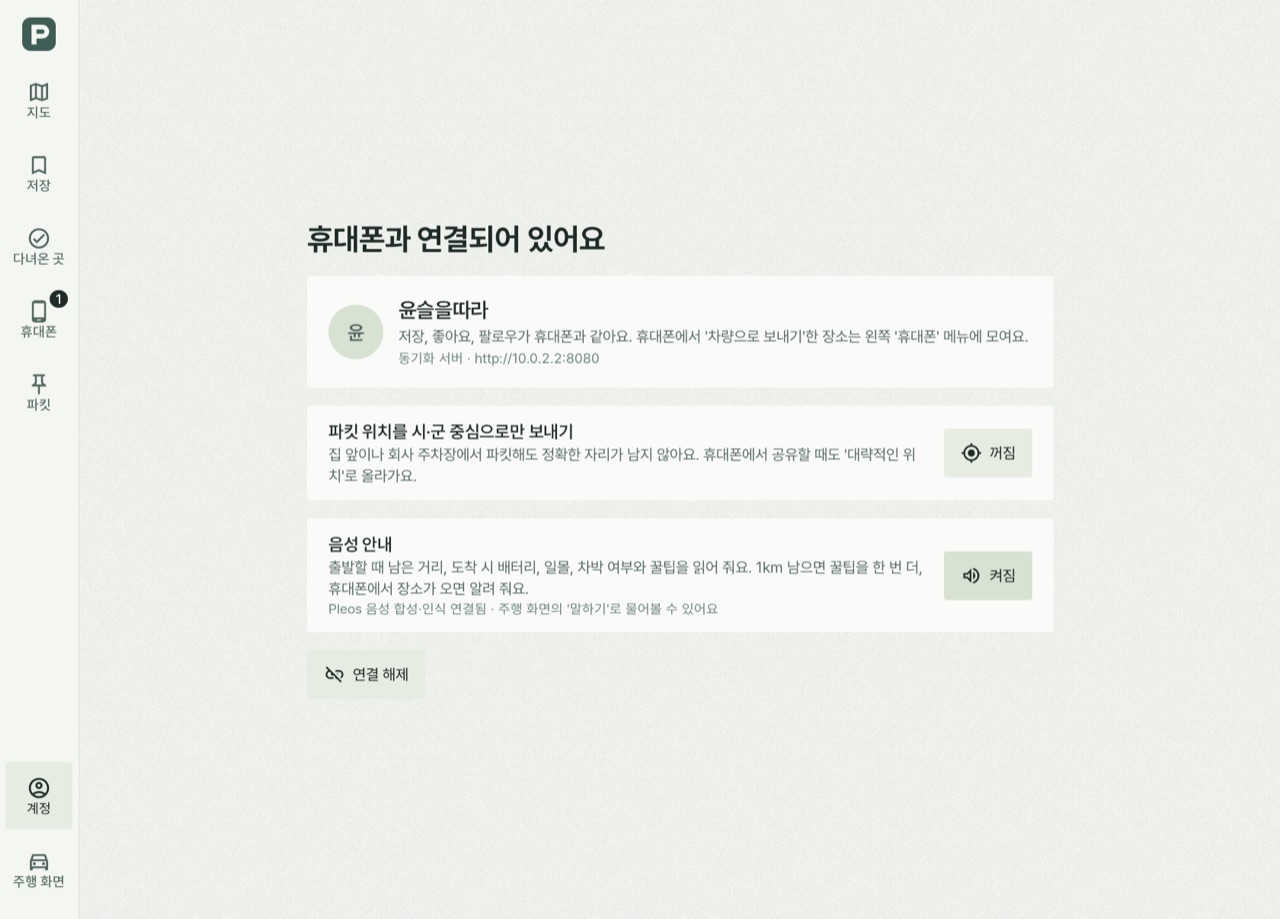 P
지도
저장
다녀온 곳
1
휴대폰
파킷
계정
주행 화면
휴대폰과 연결되어 있어요
윤
윤슬을따라
저장, 좋아요, 팔로우가 휴대폰과 같아요. 휴대폰에서 '차량으로 보내기'한 장소는 왼쪽 '휴대폰' 메뉴에 모여요.
동기화 서버 · http://10.0.2.2:8080
파킷 위치를 시·군 중심으로만 보내기
집 앞이나 회사 주차장에서 파킷해도 정확한 자리가 남지 않아요. 휴대폰에서 공유할 때도 '대략적인 위
치'로 올라가요.
꺼짐
음성 안내
출발할 때 남은 거리, 도착 시 배터리, 일몰, 차박 여부와 꿀팁을 읽어 줘요. 1km 남으면 꿀팁을 한 번 더,
휴대폰에서 장소가 오면 알려 줘요.
Pleos 음성 합성·인식 연결됨 · 주행 화면의 '말하기'로 물어볼 수 있어요
켜짐
연결 해제